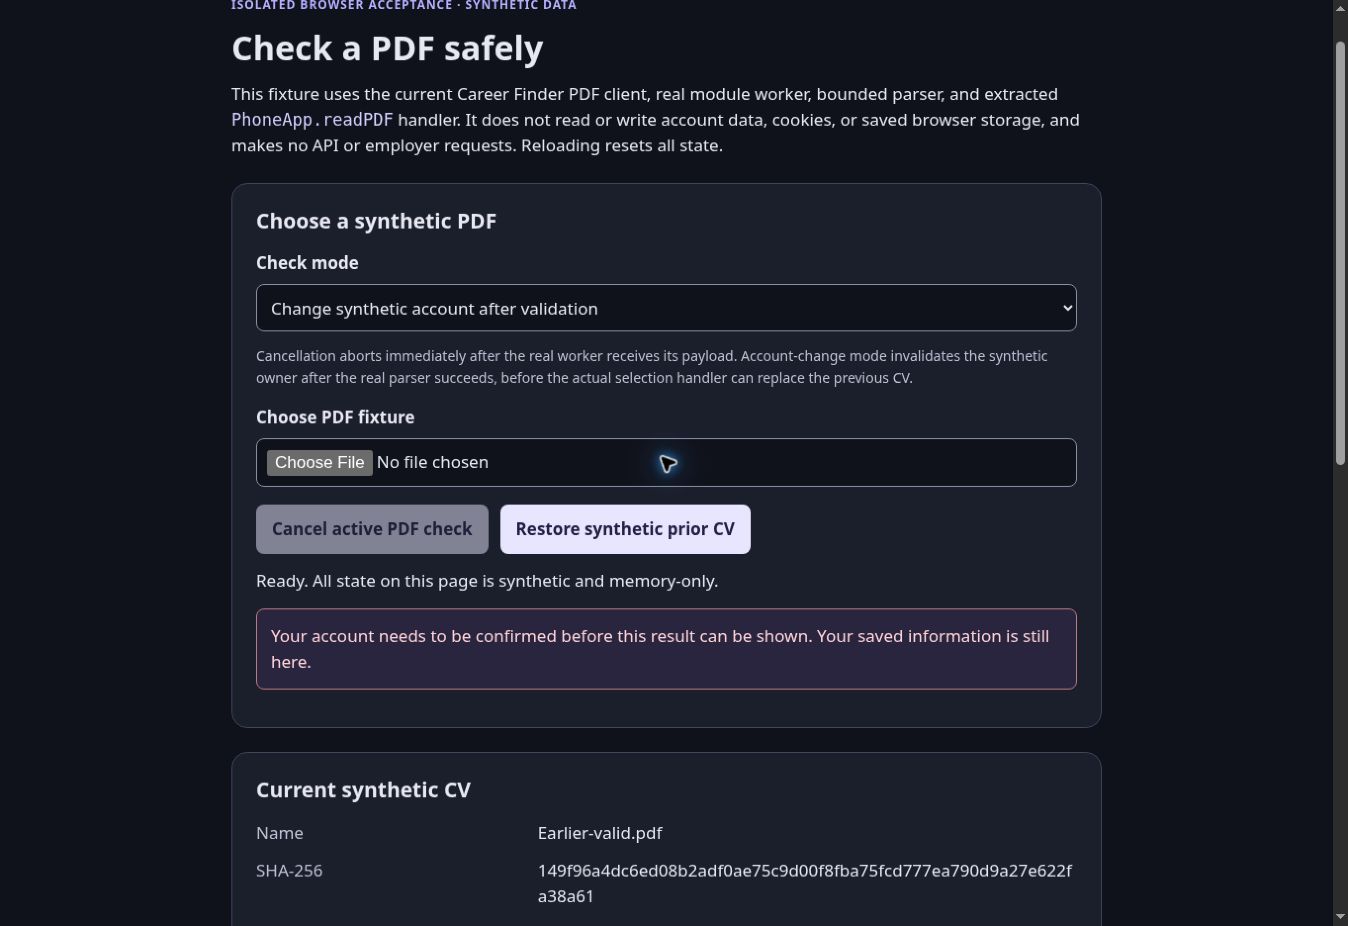 ISOLATED BROWSER ACCEPTANCE · SYNTHETIC DATA
Check a PDF safely
This fixture uses the current Career Finder PDF client, real module worker, bounded parser, and extracted
PhoneApp.readPDF handler. It does not read or write account data, cookies, or saved browser storage, and
makes no API or employer requests. Reloading resets all state.
Choose a synthetic PDF
Check mode
Change synthetic account after validation
Cancellation aborts immediately after the real worker receives its payload. Account-change mode invalidates the synthetic
owner after the real parser succeeds, before the actual selection handler can replace the previous CV.
Choose PDF fixture
Choose File No file chosen
Cancel active PDF check Restore synthetic prior CV
Ready. All state on this page is synthetic and memory-only.
Your account needs to be confirmed before this result can be shown. Your saved information is still
here.
Current synthetic CV
Name Earlier-valid.pdf
SHA-256 149f96a4dc6ed08b2adf0ae75c9d00f8fba75fcd777ea790d9a27e622f
a38a61